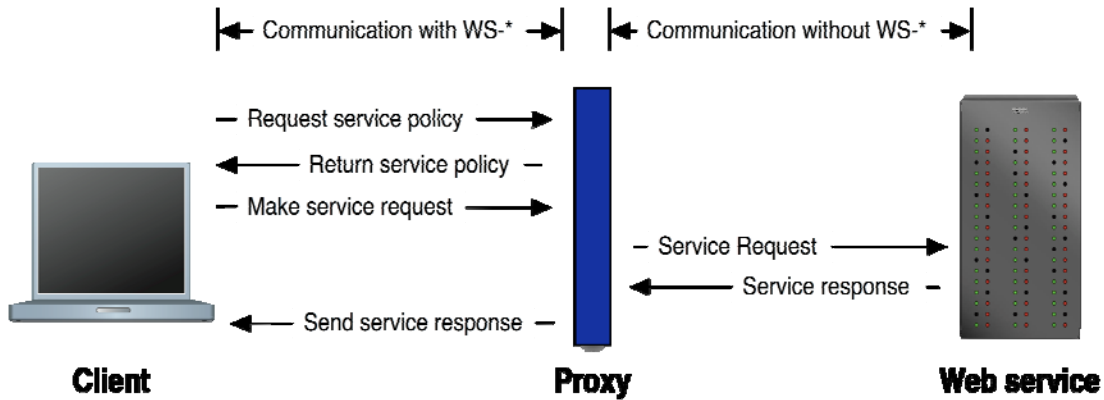 Communication with WS-*
Communication without WS-*
Request service policy
Return service policy
Make service request
Service Request
Service response
Send service response
Client
Proxy
Web service